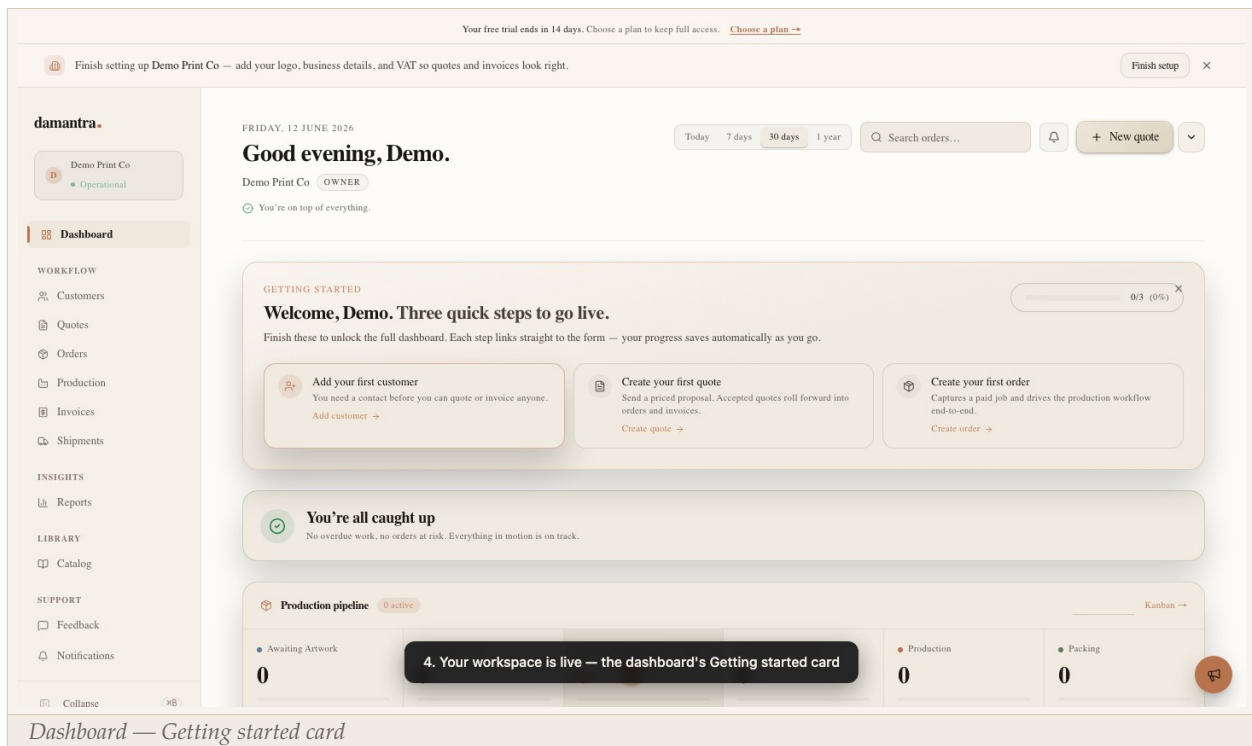 Your free trial ends in 14 days. Choose a plan to keep full access. Choose a plan →
Finish setting up Demo Print Co — add your logo, business details, and VAT so quotes and invoices look right.
Finish setup
damantra.
D
Demo Print Co
Operational
Dashboard
WORKFLOW
Customers
Quotes
Orders
Production
Invoices
Shipments
INSIGHTS
Reports
LIBRARY
Catalog
SUPPORT
Feedback
Notifications
Collapse
⌘B
FRIDAY, 12 JUNE 2026
Good evening, Demo.
Demo Print Co OWNER
You're on top of everything.
Today 7 days 30 days 1 year
Search orders…
+ New quote
GETTING STARTED
Welcome, Demo. Three quick steps to go live.
0/3 (0%)
Finish these to unlock the full dashboard. Each step links straight to the form — your progress saves automatically as you go.
Add your first customer
You need a contact before you can quote or invoice anyone.
Add customer →
Create your first quote
Send a priced proposal. Accepted quotes roll forward into
orders and invoices.
Create quote →
Create your first order
Captures a paid job and drives the production workflow
end-to-end.
Create order →
You're all caught up
No overdue work, no orders at risk. Everything in motion is on track.
Production pipeline 0 active
Kanban →
Awaiting Artwork
0
Production
0
Packing
0
4. Your workspace is live — the dashboard's Getting started card
Dashboard — Getting started card